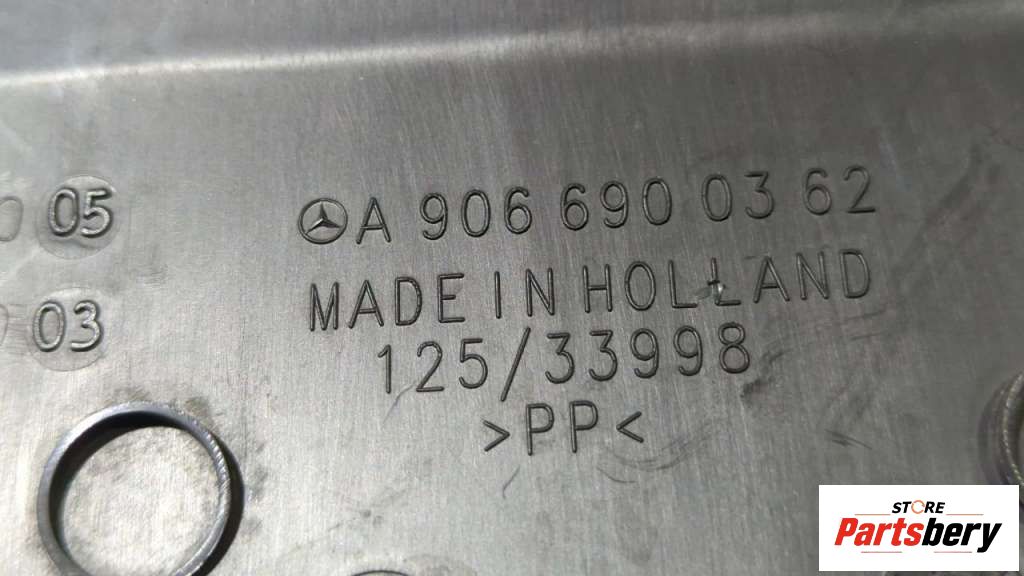 05
A 906 690 03 62
MADE IN HOLLAND
03
125/33998
>PP<
STORE
Partsbery